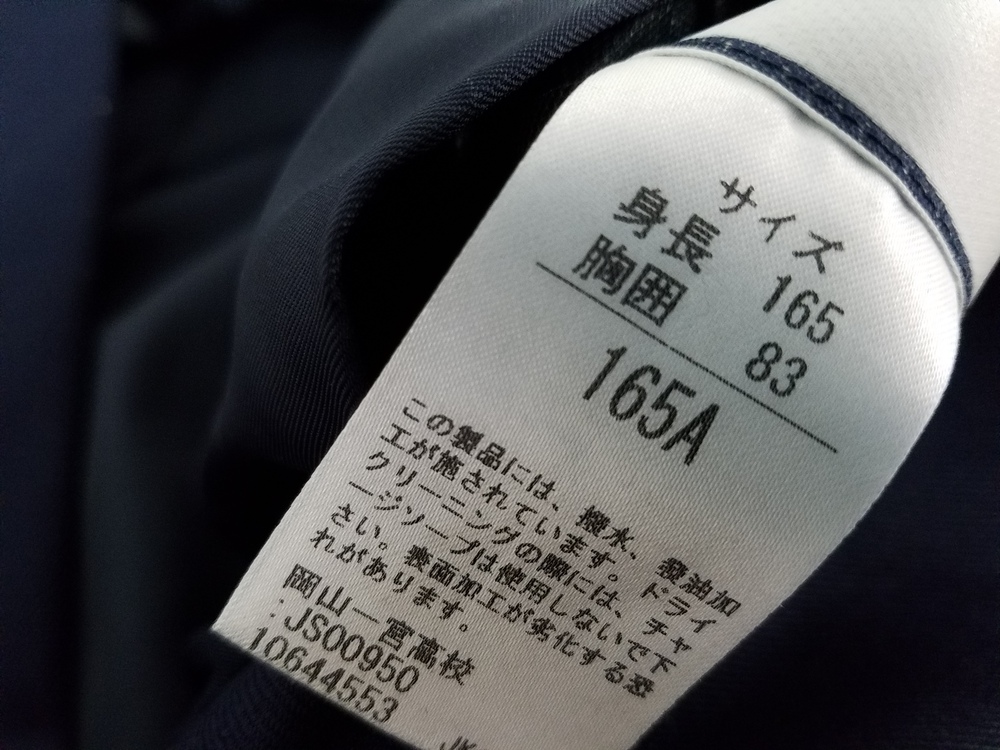 サイズ
身長 165
胸囲 83
165A
この製品には、撥水、撥油加
工が施されています。ドライ
クリーニングの際には、チャ
ージソープは使用しないで下
さい。表面加工が劣化する恐
れがあります。
岡山一宮高校
:JS00950
10644553